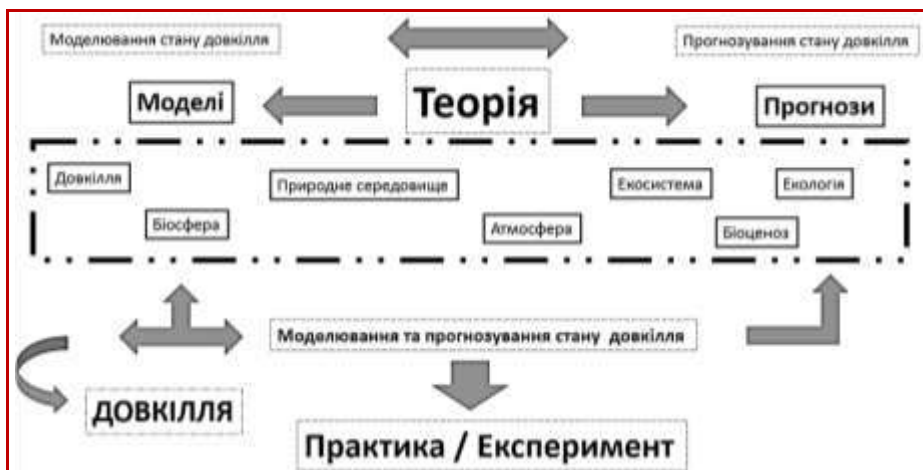 Моделювання стану довкілля
Прогнозування стану довкілля
Моделі
Теорія
Прогнози
Довкілля
Природне середовище
Екосистема
Екологія
Біосфера
Атмосфера
Біоценоз
Моделювання та прогнозування стану довкілля
ДОВКІЛЛЯ
Практика / Експеримент